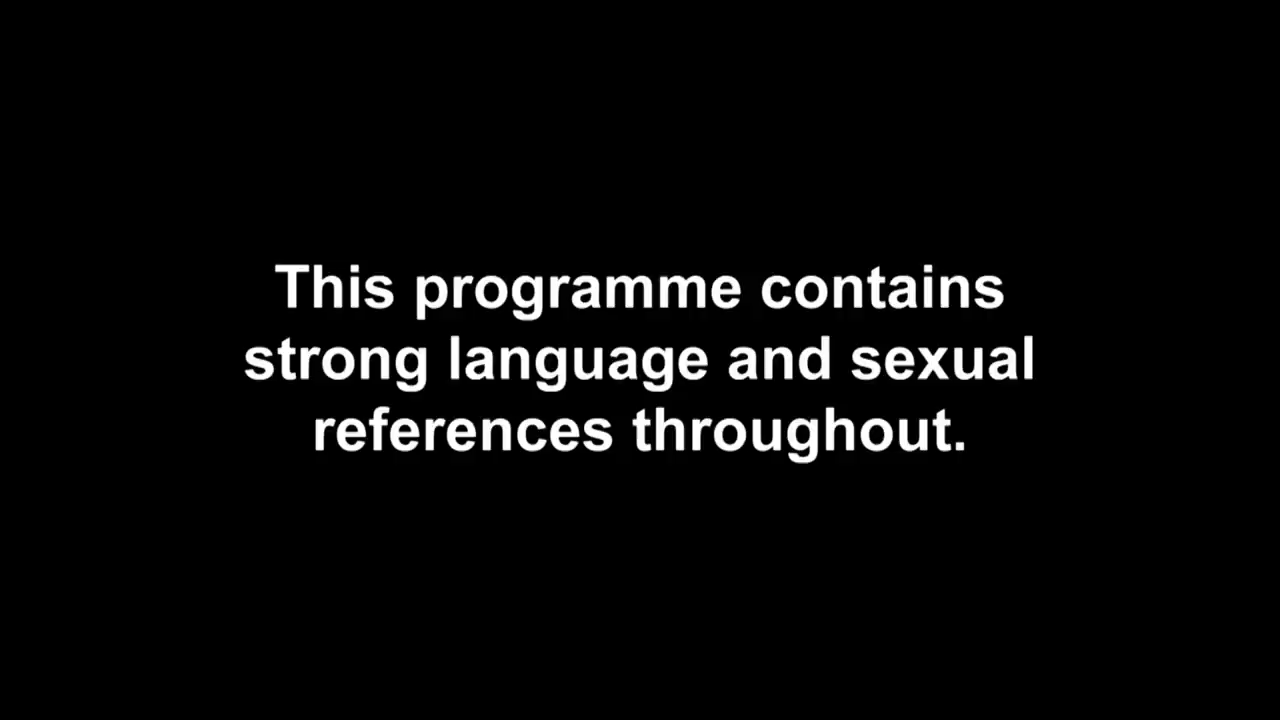 This programme contains
strong language and sexual
references throughout.